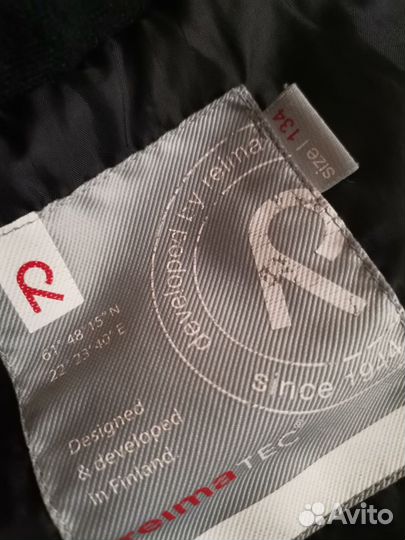 size | 134
developed by reima
since 1944
61° 48'15"N
22° 23'40"E
Designed
& developed
in Finland.
reimaTEC®
Avito